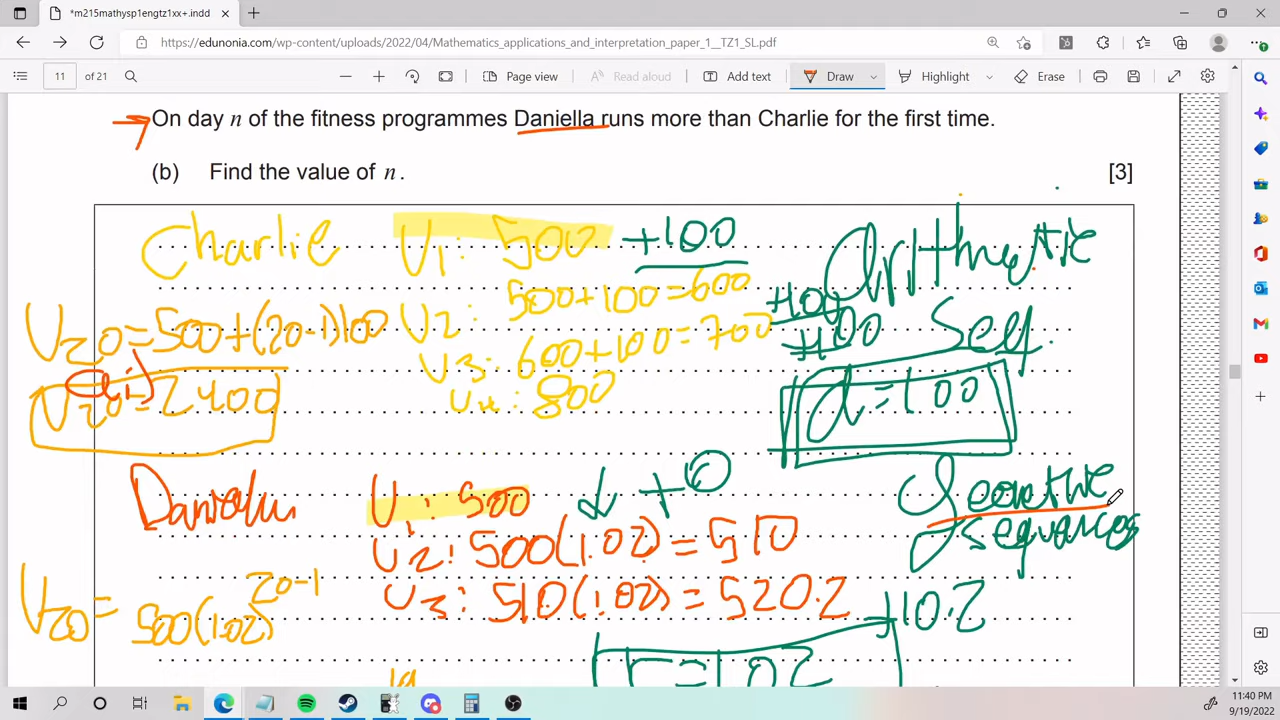 *m215mathysp1engtz1xx+.indd
https://edunonia.com/wp-content/uploads/2022/04/Mathematics_applications_and_interpretation_paper_1__TZ1_SL.pdf
11 of 21 Page view Read aloud Add text Draw Highlight Erase
On day n of the fitness programmes Daniella runs more than Charlie for the first time.
(b) Find the value of n. [3]
Charlie U1: 500 +100 Arithmetic
500+100=600 +100
U20=500+(20-1)100 U2: +100 Self.
U3: 600+100=700
a(i)
U20=2400 U4: 800 d=100
U1: 500 d +
sequences
U2: 500(1.02)=510
U3: 510(1.02)=520.2 +10.2
U20= 500(1.02) 20-1
r=1.02
19
11:40 PM
9/19/2022